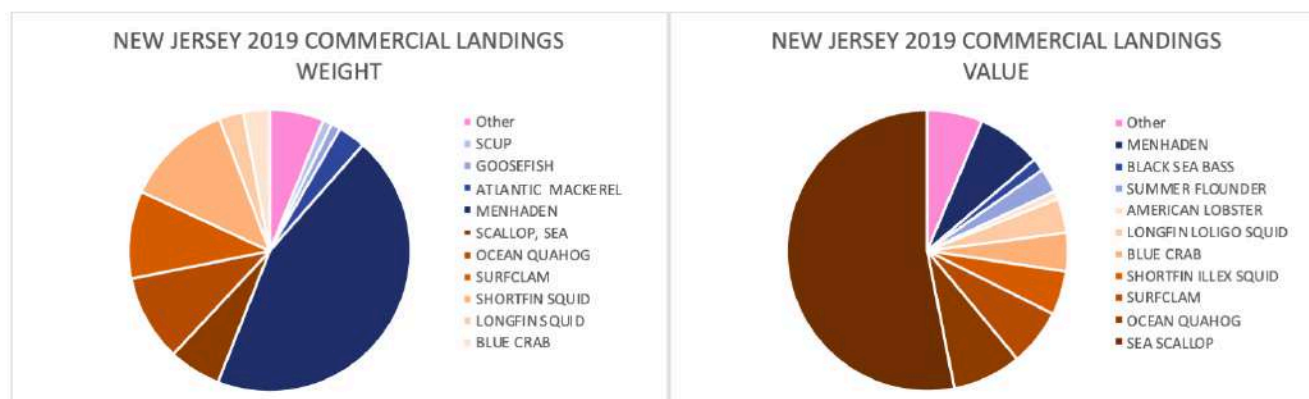 NEW JERSEY 2019 COMMERCIAL LANDINGS
WEIGHT
Other
SCUP
GOOSEFISH
ATLANTIC MACKEREL
MENHADEN
SCALLOP, SEA
OCEAN QUAHOG
SURFCLAM
SHORTFIN SQUID
LONGFIN SQUID
BLUE CRAB
NEW JERSEY 2019 COMMERCIAL LANDINGS
VALUE
Other
MENHADEN
BLACK SEA BASS
SUMMER FLOUNDER
AMERICAN LOBSTER
LONGFIN LOLIGO SQUID
BLUE CRAB
SHORTFIN ILLEX SQUID
SURFCLAM
OCEAN QUAHOG
SEA SCALLOP